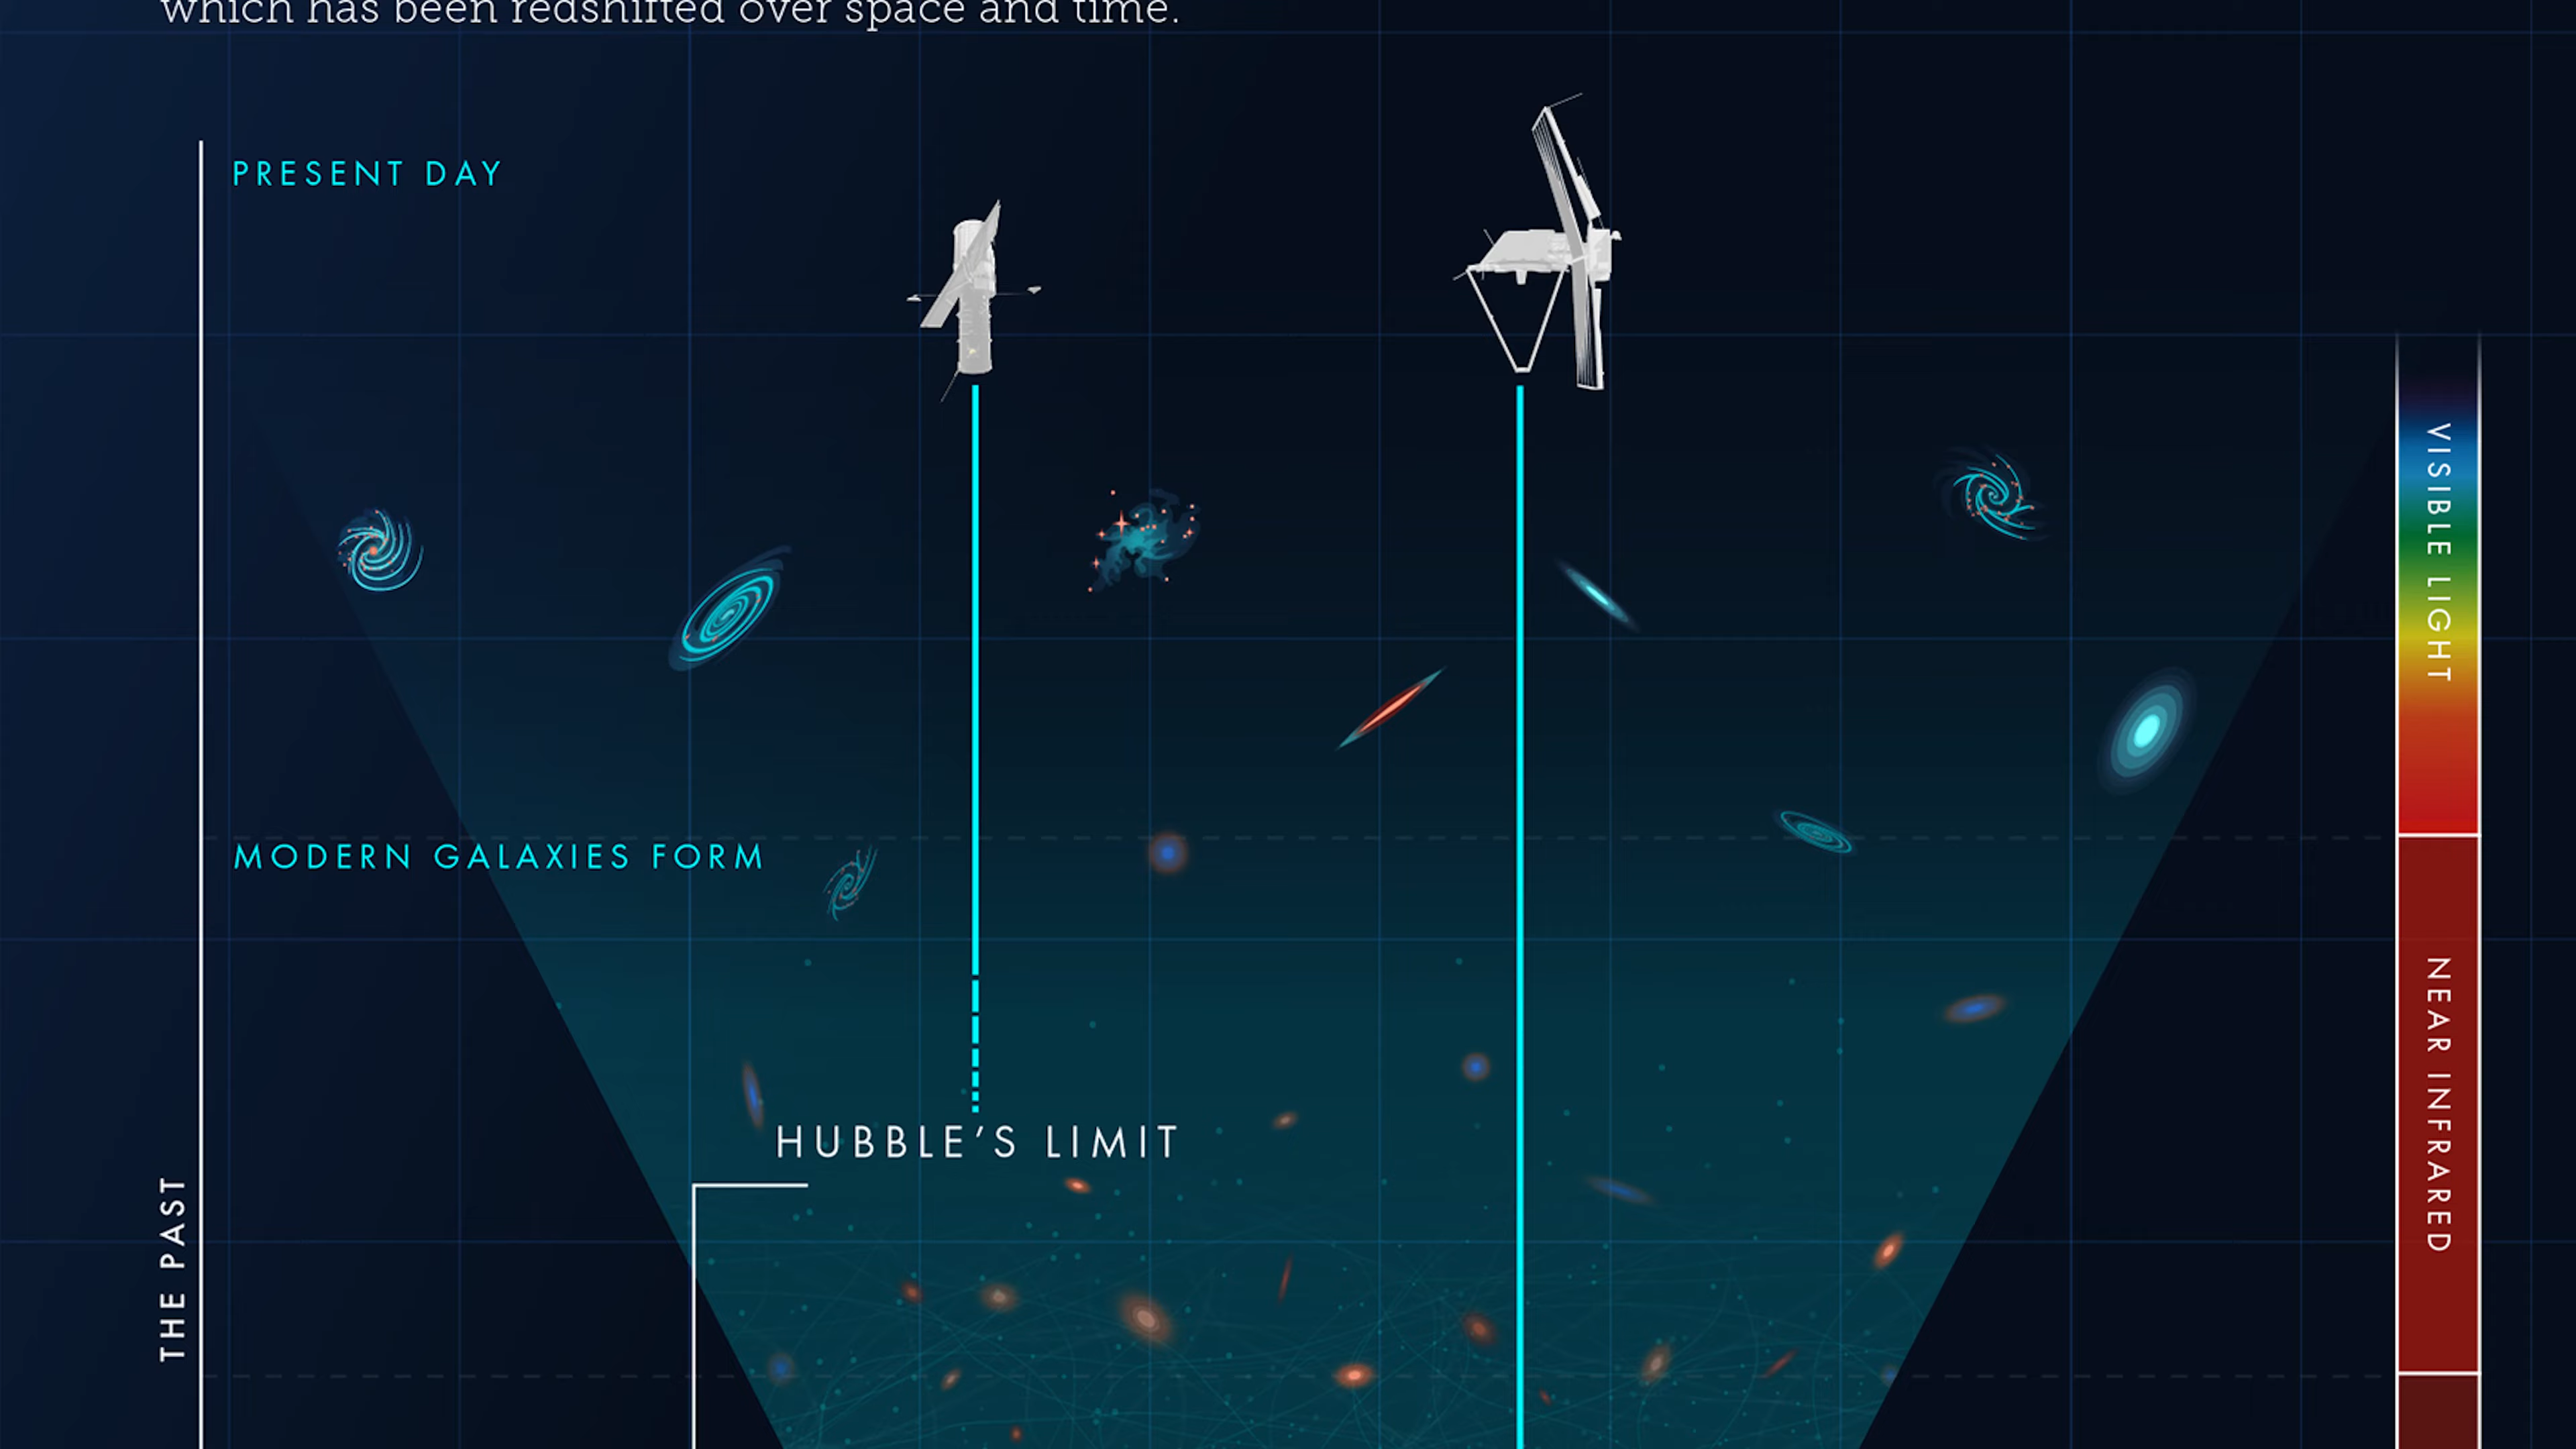 which has been redshifted over space and time.
PRESENT DAY
VISIBLE LIGHT
MODERN GALAXIES FORM
NEAR INFRARED
HUBBLE’S LIMIT
THE PAST